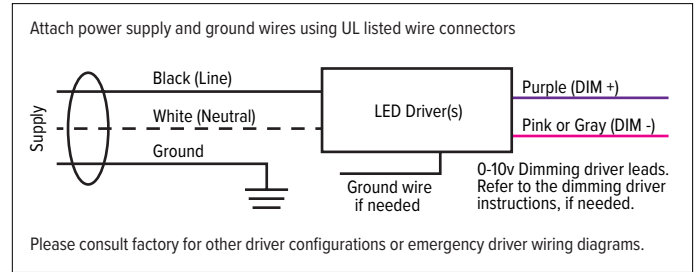 Attach power supply and ground wires using UL listed wire connectors
Supply
Black (Line)
White (Neutral)
Ground
LED Driver(s)
Ground wire
if needed
Purple (DIM +)
Pink or Gray (DIM -)
0-10v Dimming driver leads.
Refer to the dimming driver
instructions, if needed.
Please consult factory for other driver configurations or emergency driver wiring diagrams.